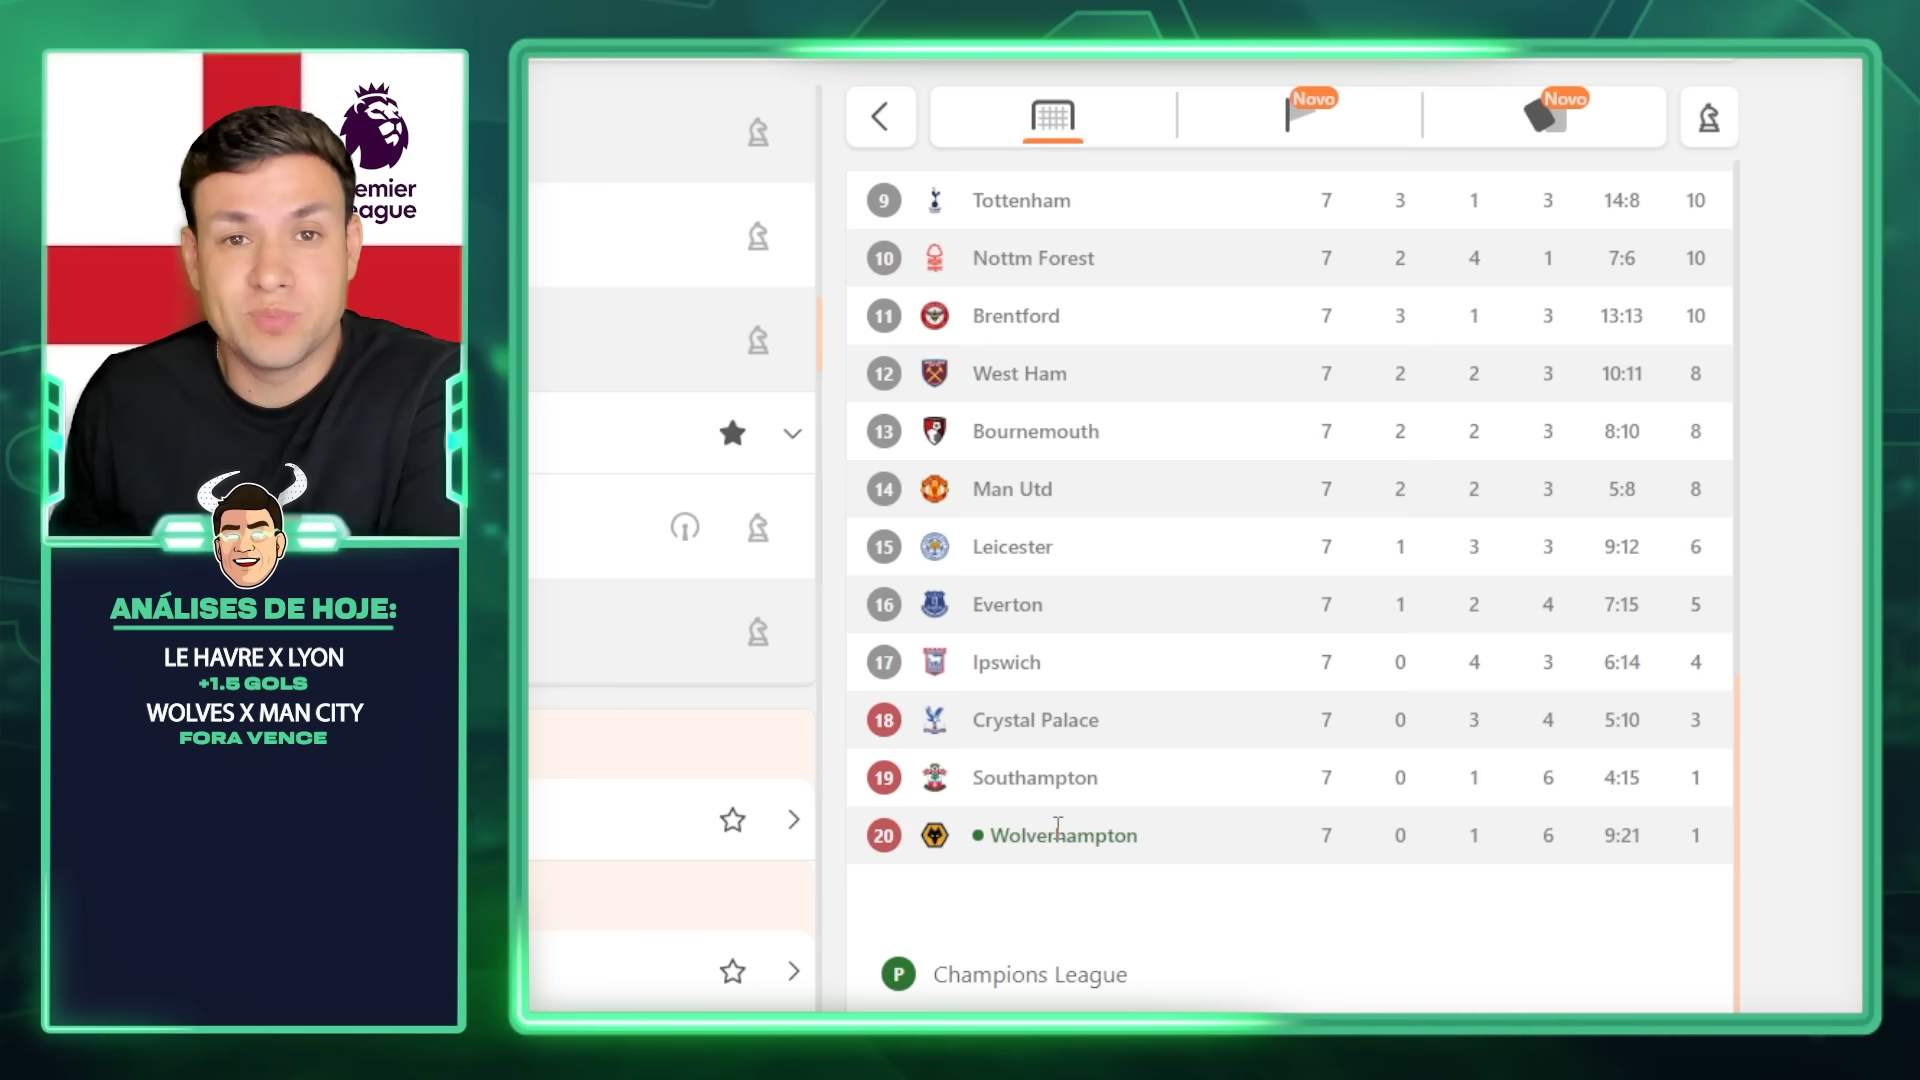 emier
eague
ANÁLISES DE HOJE:
LE HAVRE X LYON
+1.5 GOLS
WOLVES X MAN CITY
FORA VENCE
Novo
Novo
9 Tottenham 7 3 1 3 14:8 10
10 Nottm Forest 7 2 4 1 7:6 10
11 Brentford 7 3 1 3 13:13 10
12 West Ham 7 2 2 3 10:11 8
13 Bournemouth 7 2 2 3 8:10 8
14 Man Utd 7 2 2 3 5:8 8
15 Leicester 7 1 3 3 9:12 6
16 Everton 7 1 2 4 7:15 5
17 Ipswich 7 0 4 3 6:14 4
18 Crystal Palace 7 0 3 4 5:10 3
19 Southampton 7 0 1 6 4:15 1
20 Wolverhampton 7 0 1 6 9:21 1
P Champions League